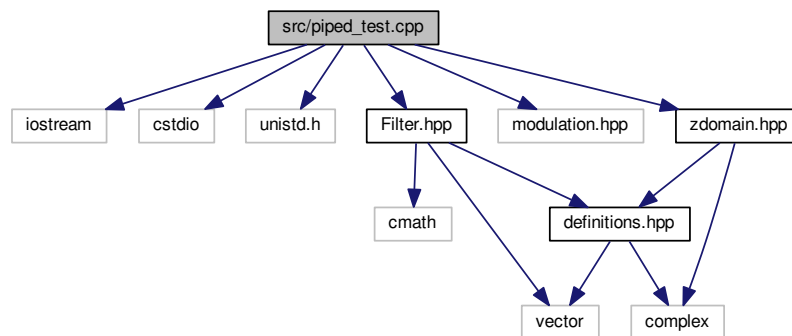 src/piped_test.cpp
iostream
cstdio
unistd.h
Filter.hpp
modulation.hpp
zdomain.hpp
cmath
definitions.hpp
vector
complex